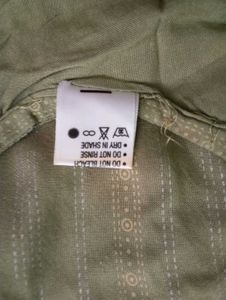 • DO NOT BLEACH
• DO NOT RINSE
• DRY IN SHADE